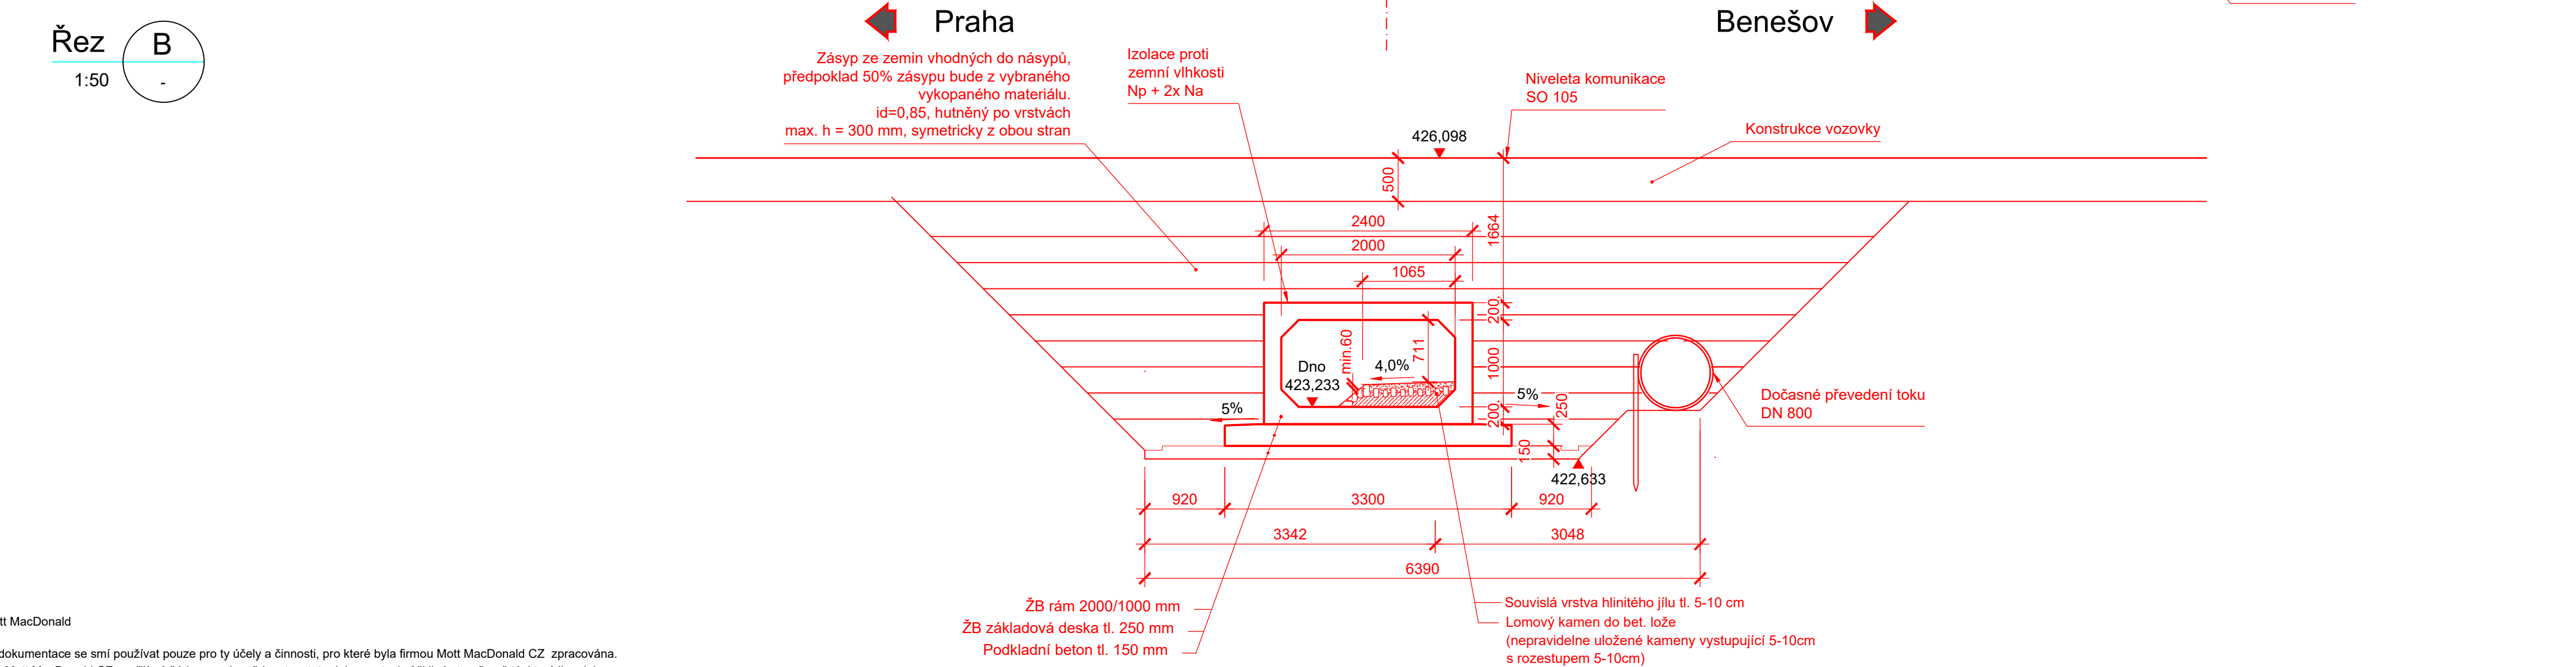 Řez
B
1:50
-
Praha
Benešov
Zásyp ze zemin vhodných do násypů,
předpoklad 50% zásypu bude z vybraného
vykopaného materiálu.
id=0,85, hutněný po vrstvách
max. h = 300 mm, symetricky z obou stran
Izolace proti
zemní vlhkosti
Np + 2x Na
Niveleta komunikace
SO 105
Konstrukce vozovky
426,098
500
2400
1664
2000
1065
200
min.60
711
4,0%
1000
Dno
423,233
5%
5%
200
250
150
422,633
Dočasné převedení toku
DN 800
920
3300
920
3342
3048
6390
ŽB rám 2000/1000 mm
ŽB základová deska tl. 250 mm
Podkladní beton tl. 150 mm
Souvislá vrstva hlinitého jílu tl. 5-10 cm
Lomový kamen do bet. lože
(nepravidelne uložené kameny vystupující 5-10cm
s rozestupem 5-10cm)
tt MacDonald
dokumentace se smí používat pouze pro ty účely a činnosti, pro které byla firmou Mott MacDonald CZ zpracována.